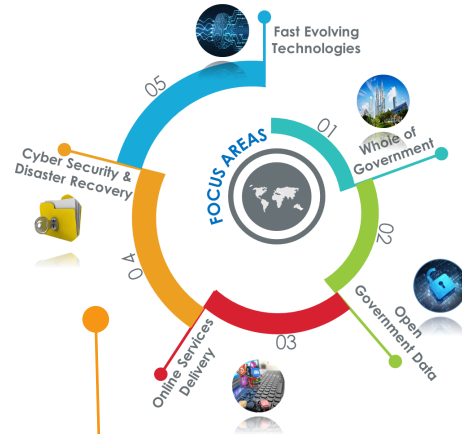 FOCUS AREAS
01
Whole of
Government
02
Open
Government Data
03
Online Services
Delivery
04
Cyber Security &
Disaster Recovery
05
Fast Evolving
Technologies